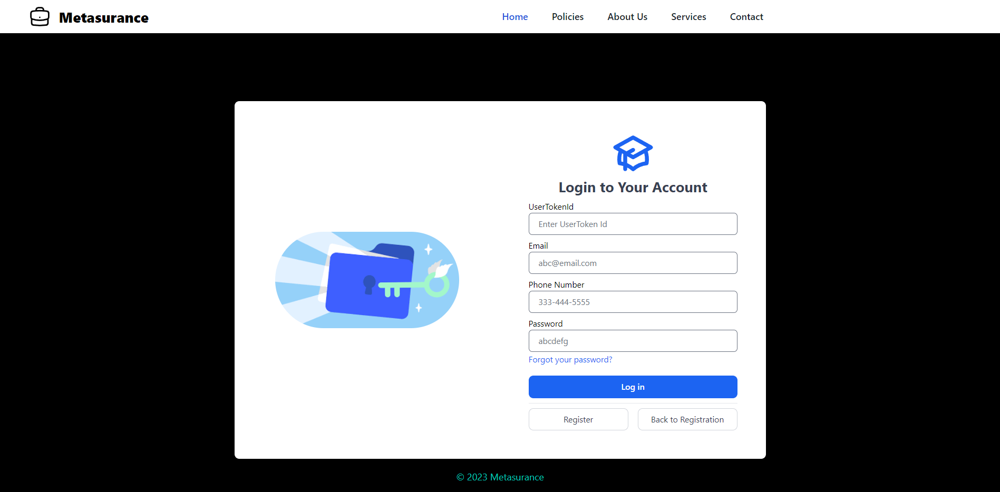 Metasurance
Home Policies About Us Services Contact
Login to Your Account
UserTokenId
Enter UserToken Id
Email
abc@email.com
Phone Number
333-444-5555
Password
abcdefg
Forgot your password?
Log in
Register Back to Registration
© 2023 Metasurance